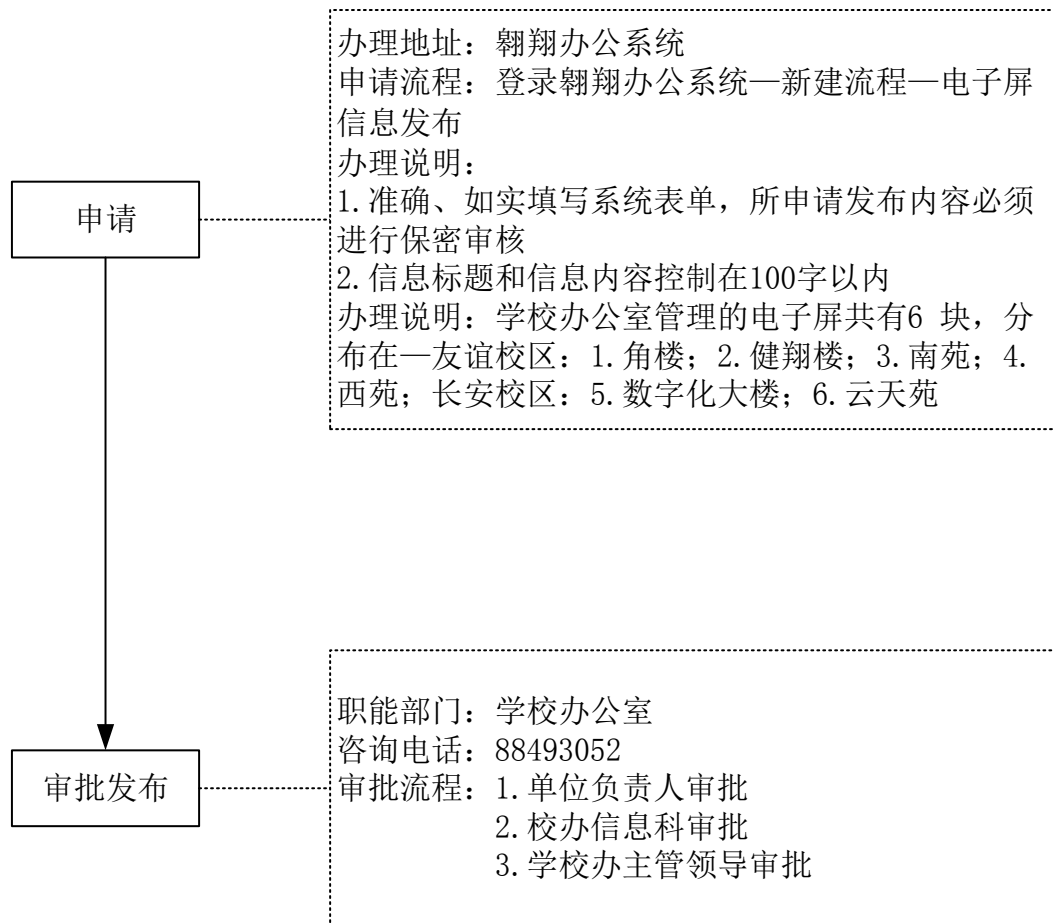 办理地址：翱翔办公系统
申请流程：登录翱翔办公系统—新建流程—电子屏
信息发布
办理说明：
1.准确、如实填写系统表单，所申请发布内容必须
进行保密审核
2.信息标题和信息内容控制在100字以内
办理说明：学校办公室管理的电子屏共有6 块，分
布在—友谊校区：1.角楼；2.健翔楼；3.南苑；4.
西苑；长安校区：5.数字化大楼；6.云天苑
申请
职能部门：学校办公室
咨询电话：88493052
审批流程：1.单位负责人审批
2.校办信息科审批
3.学校办主管领导审批
审批发布